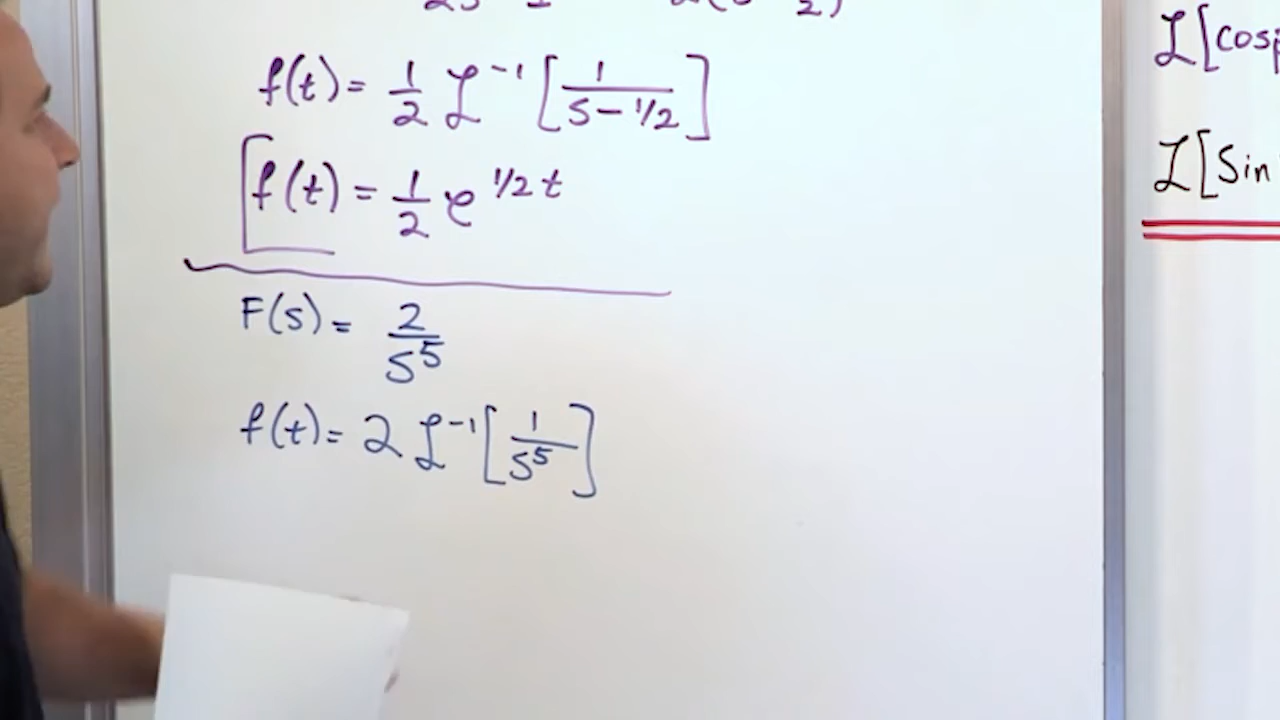 f(t) = 1/2 ℒ⁻¹ [1/(s - 1/2)]
f(t) = 1/2 e^(1/2 t)
F(s) = 2/s⁵
f(t) = 2 ℒ⁻¹ [1/s⁵]
ℒ[cos
ℒ[Sin